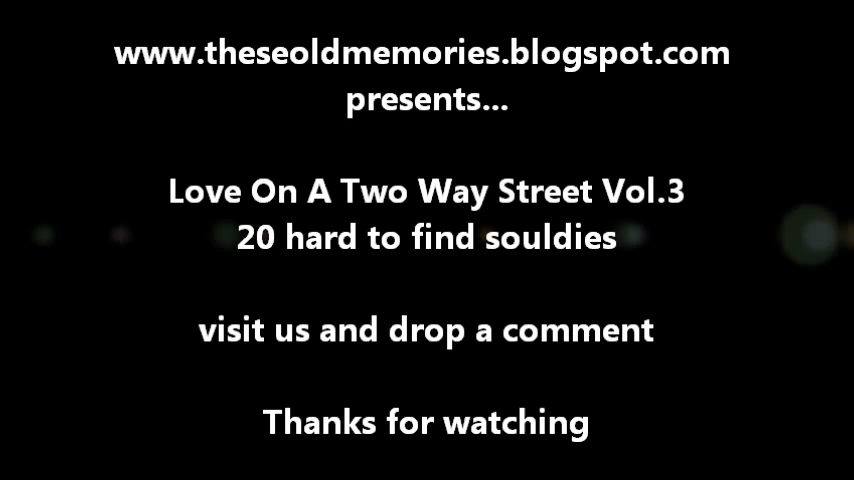 www.theseoldmemories.blogspot.com
presents...
Love On A Two Way Street Vol.3
20 hard to find souldies
visit us and drop a comment
Thanks for watching